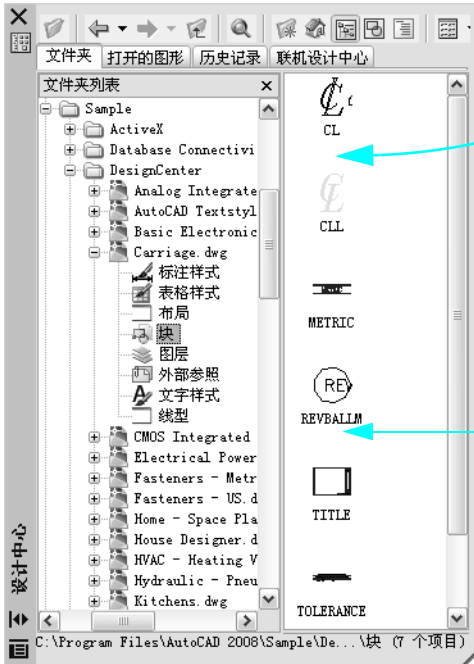 文件夹 打开的图形 历史记录 联机设计中心
文件夹列表
Sample
ActiveX
Database Connectivi
DesignCenter
Analog Integrate
AutoCAD Textstyl
Basic Electronic
Carriage.dwg
标注样式
表格样式
布局
块
图层
外部参照
文字样式
线型
CMOS Integrated
Electrical Power
Fasteners - Metr
Fasteners - US.d
Home - Space Pla
House Designer.d
HVAC - Heating V
Hydraulic - Pneu
Kitchens.dwg
CL
CLL
METRIC
RE
REVBALLM
TITLE
TOLERANCE
设计中心
C:\Program Files\AutoCAD 2008\Sample\De...\块 (7 个项目)